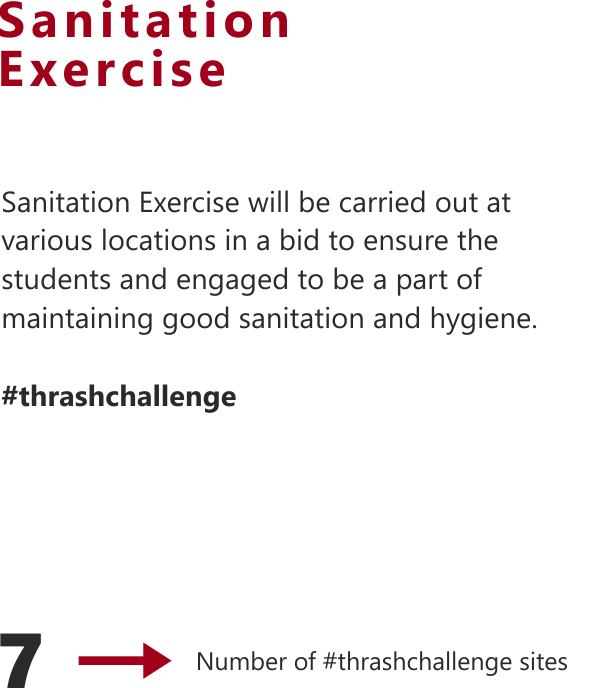 Sanitation
Exercise
Sanitation Exercise will be carried out at
various locations in a bid to ensure the
students and engaged to be a part of
maintaining good sanitation and hygiene.
#thrashchallenge
7
Number of #thrashchallenge sites